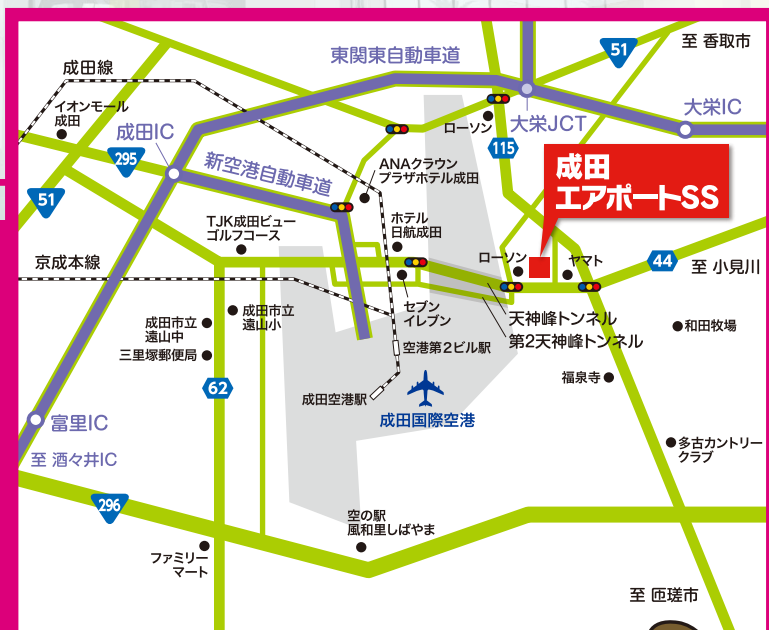 東関東自動車道
51
至 香取市
成田線
イオンモール
成田
成田IC
大栄IC
ローソン
大栄JCT
295
新空港自動車道
115
ANAクラウン
プラザホテル成田
成田
エアポートSS
51
TJK成田ビュー
ゴルフコース
ホテル
日航成田
京成本線
ローソン
ヤマト
44
至 小見川
成田市立
遠山中
成田市立
遠山小
セブン
イレブン
天神峰トンネル
第2天神峰トンネル
和田牧場
三里塚郵便局
空港第2ビル駅
福泉寺
62
成田空港駅
成田国際空港
富里IC
至 酒々井IC
多古カントリー
クラブ
296
空の駅
風和里しばやま
ファミリー
マート
至 匝瑳市